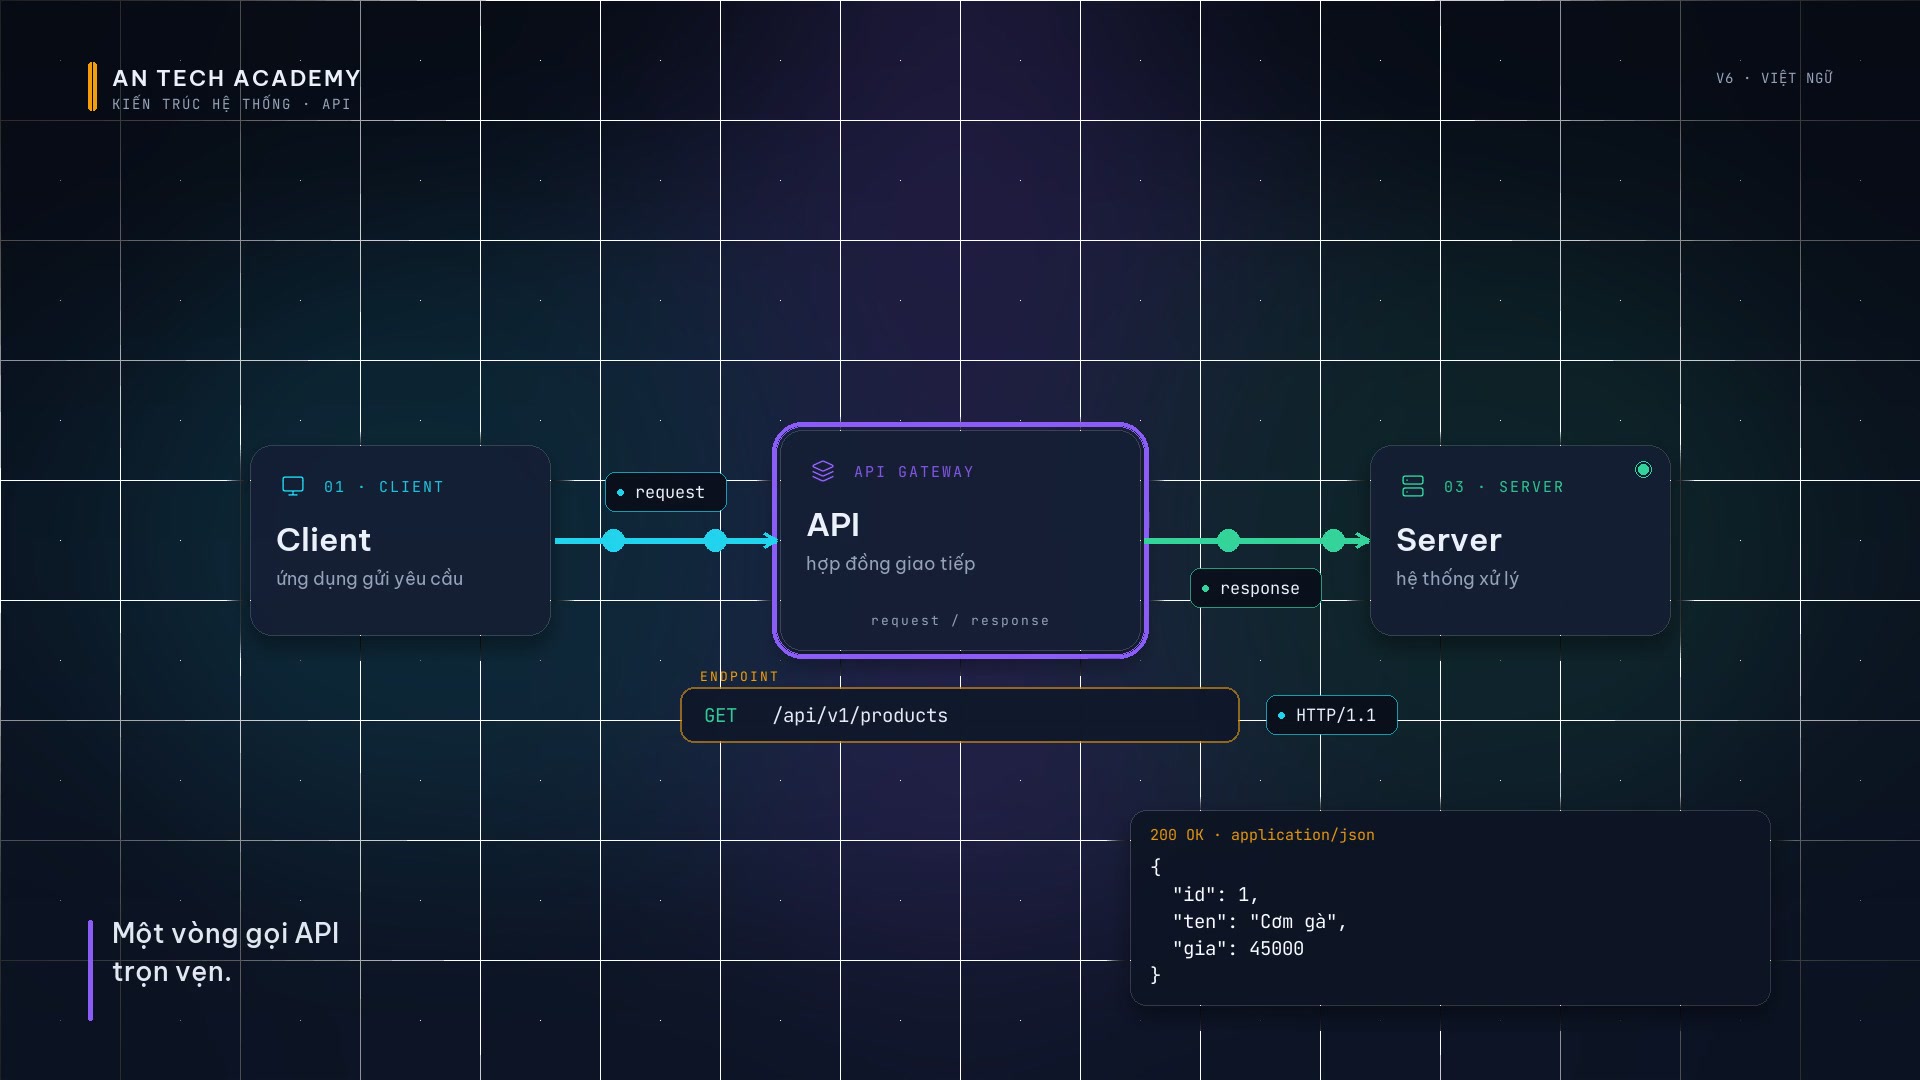 AN TECH ACADEMY
KIẾN TRÚC HỆ THỐNG · API
V6 · VIỆT NGỮ
01 · CLIENT
Client
ứng dụng gửi yêu cầu
request
API GATEWAY
API
hợp đồng giao tiếp
request / response
response
03 · SERVER
Server
hệ thống xử lý
ENDPOINT
GET /api/v1/products
HTTP/1.1
200 OK · application/json
{
"id": 1,
"ten": "Cơm gà",
"gia": 45000
}
Một vòng gọi API
trọn vẹn.